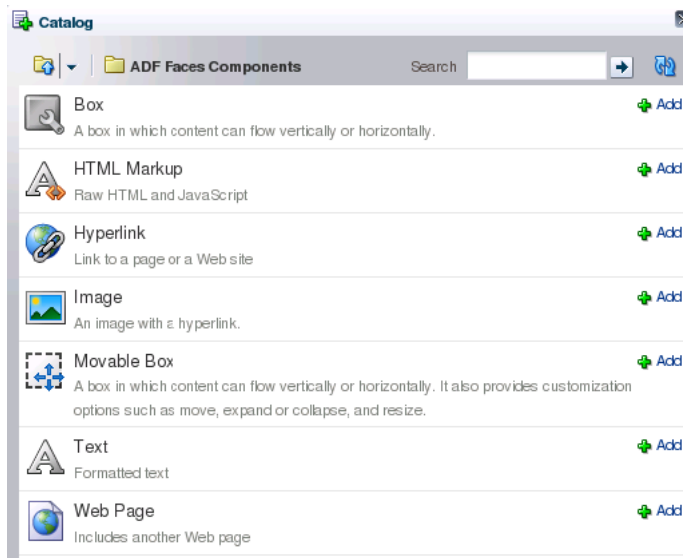 Catalog
ADF Faces Components Search
Box Add
A box in which content can flow vertically or horizontally.
HTML Markup Add
Raw HTML and JavaScript
Hyperlink Add
Link to a page or a Web site
Image Add
An image with a hyperlink.
Movable Box Add
A box in which content can flow vertically or horizontally. It also provides customization
options such as move, expand or collapse, and resize.
Text Add
Formatted text
Web Page Add
Includes another Web page